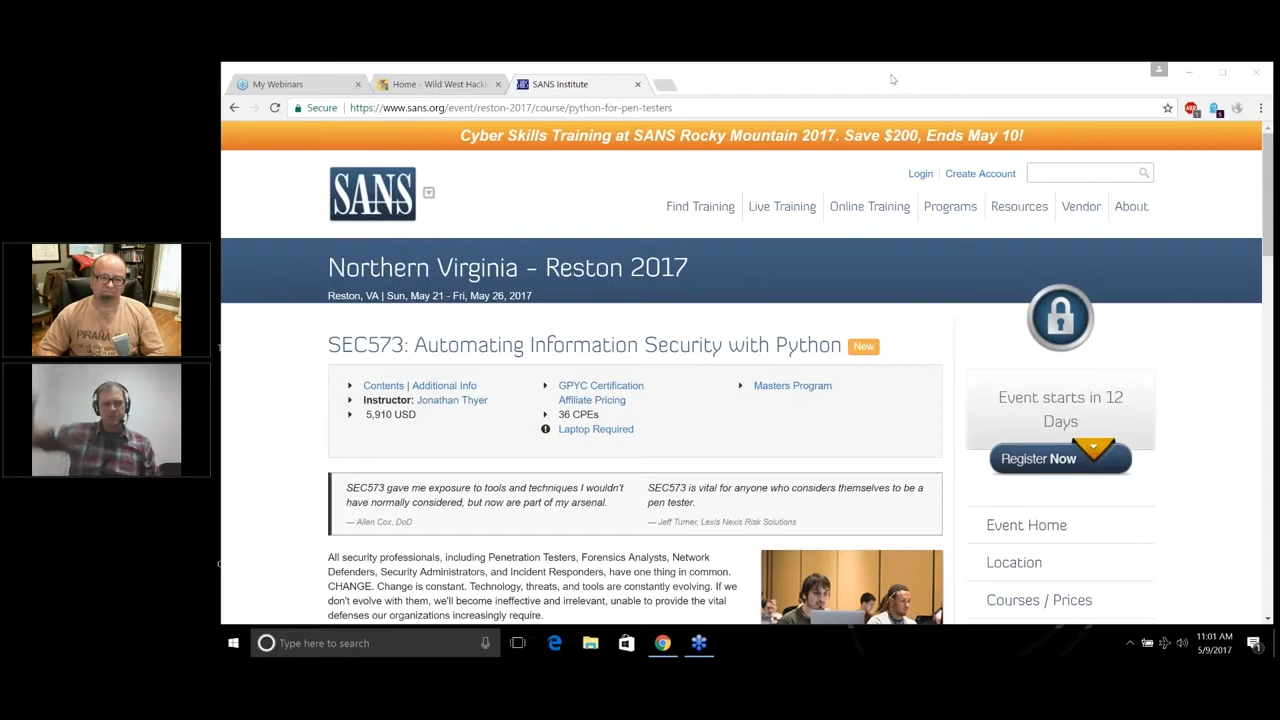 My Webinars
Home - Wild West Hacki
SANS Institute
Secure
https://www.sans.org/event/reston-2017/course/python-for-pen-testers
Cyber Skills Training at SANS Rocky Mountain 2017. Save $200, Ends May 10!
SANS
Login
Create Account
Find Training
Live Training
Online Training
Programs
Resources
Vendor
About
Northern Virginia - Reston 2017
Reston, VA | Sun, May 21 - Fri, May 26, 2017
SEC573: Automating Information Security with Python New
Contents | Additional Info
Instructor: Jonathan Thyer
5,910 USD
GPYC Certification
Affiliate Pricing
36 CPEs
Laptop Required
Masters Program
Event starts in 12
Days
Register Now
SEC573 gave me exposure to tools and techniques I wouldn't
have normally considered, but now are part of my arsenal.
— Allen Cox, DoD
SEC573 is vital for anyone who considers themselves to be a
pen tester.
— Jeff Turner, Lexis Nexis Risk Solutions
Event Home
Location
Courses / Prices
All security professionals, including Penetration Testers, Forensics Analysts, Network
Defenders, Security Administrators, and Incident Responders, have one thing in common.
CHANGE. Change is constant. Technology, threats, and tools are constantly evolving. If we
don't evolve with them, we'll become ineffective and irrelevant, unable to provide the vital
defenses our organizations increasingly require.
PIRAÑA
Type here to search
11:01 AM
5/9/2017